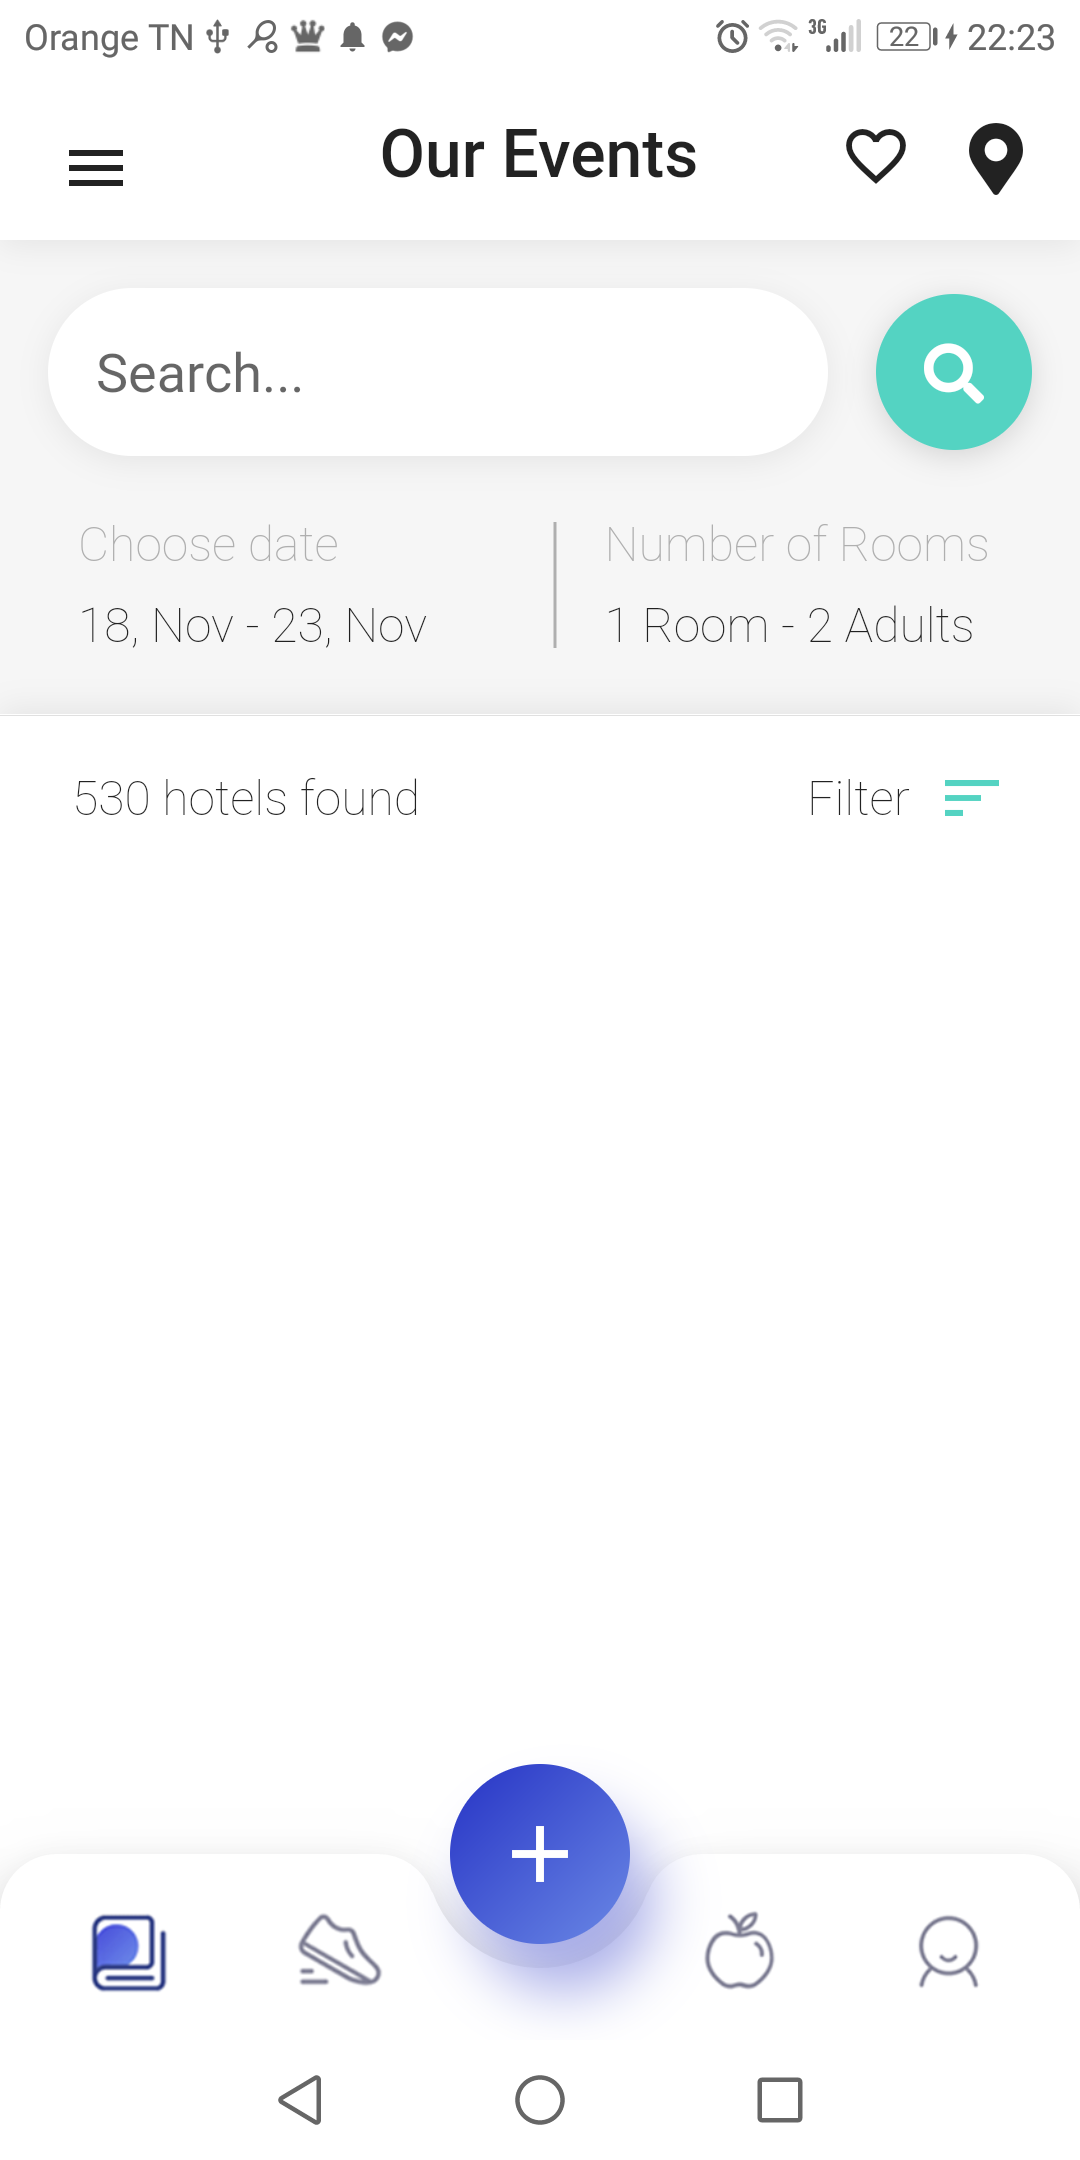 Orange TN 3G 22 22:23
Our Events
Search...
Choose date Number of Rooms
18, Nov - 23, Nov 1 Room - 2 Adults
530 hotels found Filter